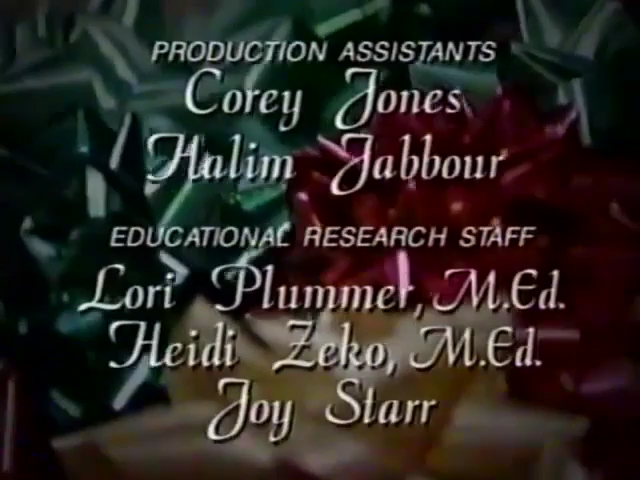 PRODUCTION ASSISTANTS
Corey Jones
Halim Jabbour
EDUCATIONAL RESEARCH STAFF
Lori Plummer, M.Ed.
Heidi Zeko, M.Ed.
Joy Starr